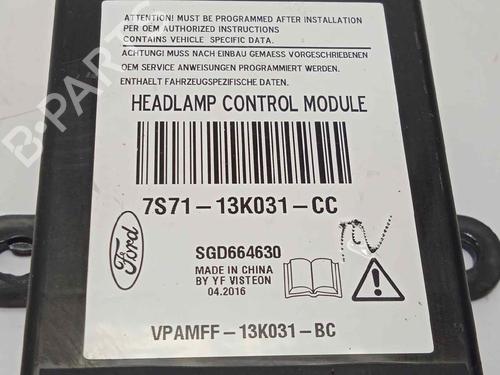 ATTENTION! MUST BE PROGRAMMED AFTER INSTALLATION
PER OEM AUTHORIZED INSTRUCTIONS
CONTAINS VEHICLE SPECIFIC DATA.
ACHTUNG! MUSS NACH EINBAU GEMAESS VORGESCHRIEBENEN
OEM SERVICE ANWEISUNGEN PROGRAMMIERT WERDEN.
ENTHAELT FAHRZEUGSPEZIFISCHE DATEN.
HEADLAMP CONTROL MODULE
7S71-13K031-CC
Ford
SGD664630
MADE IN CHINA
BY YF VISTEON
04.2016
VPAMFF-13K031-BC
B-PARTS